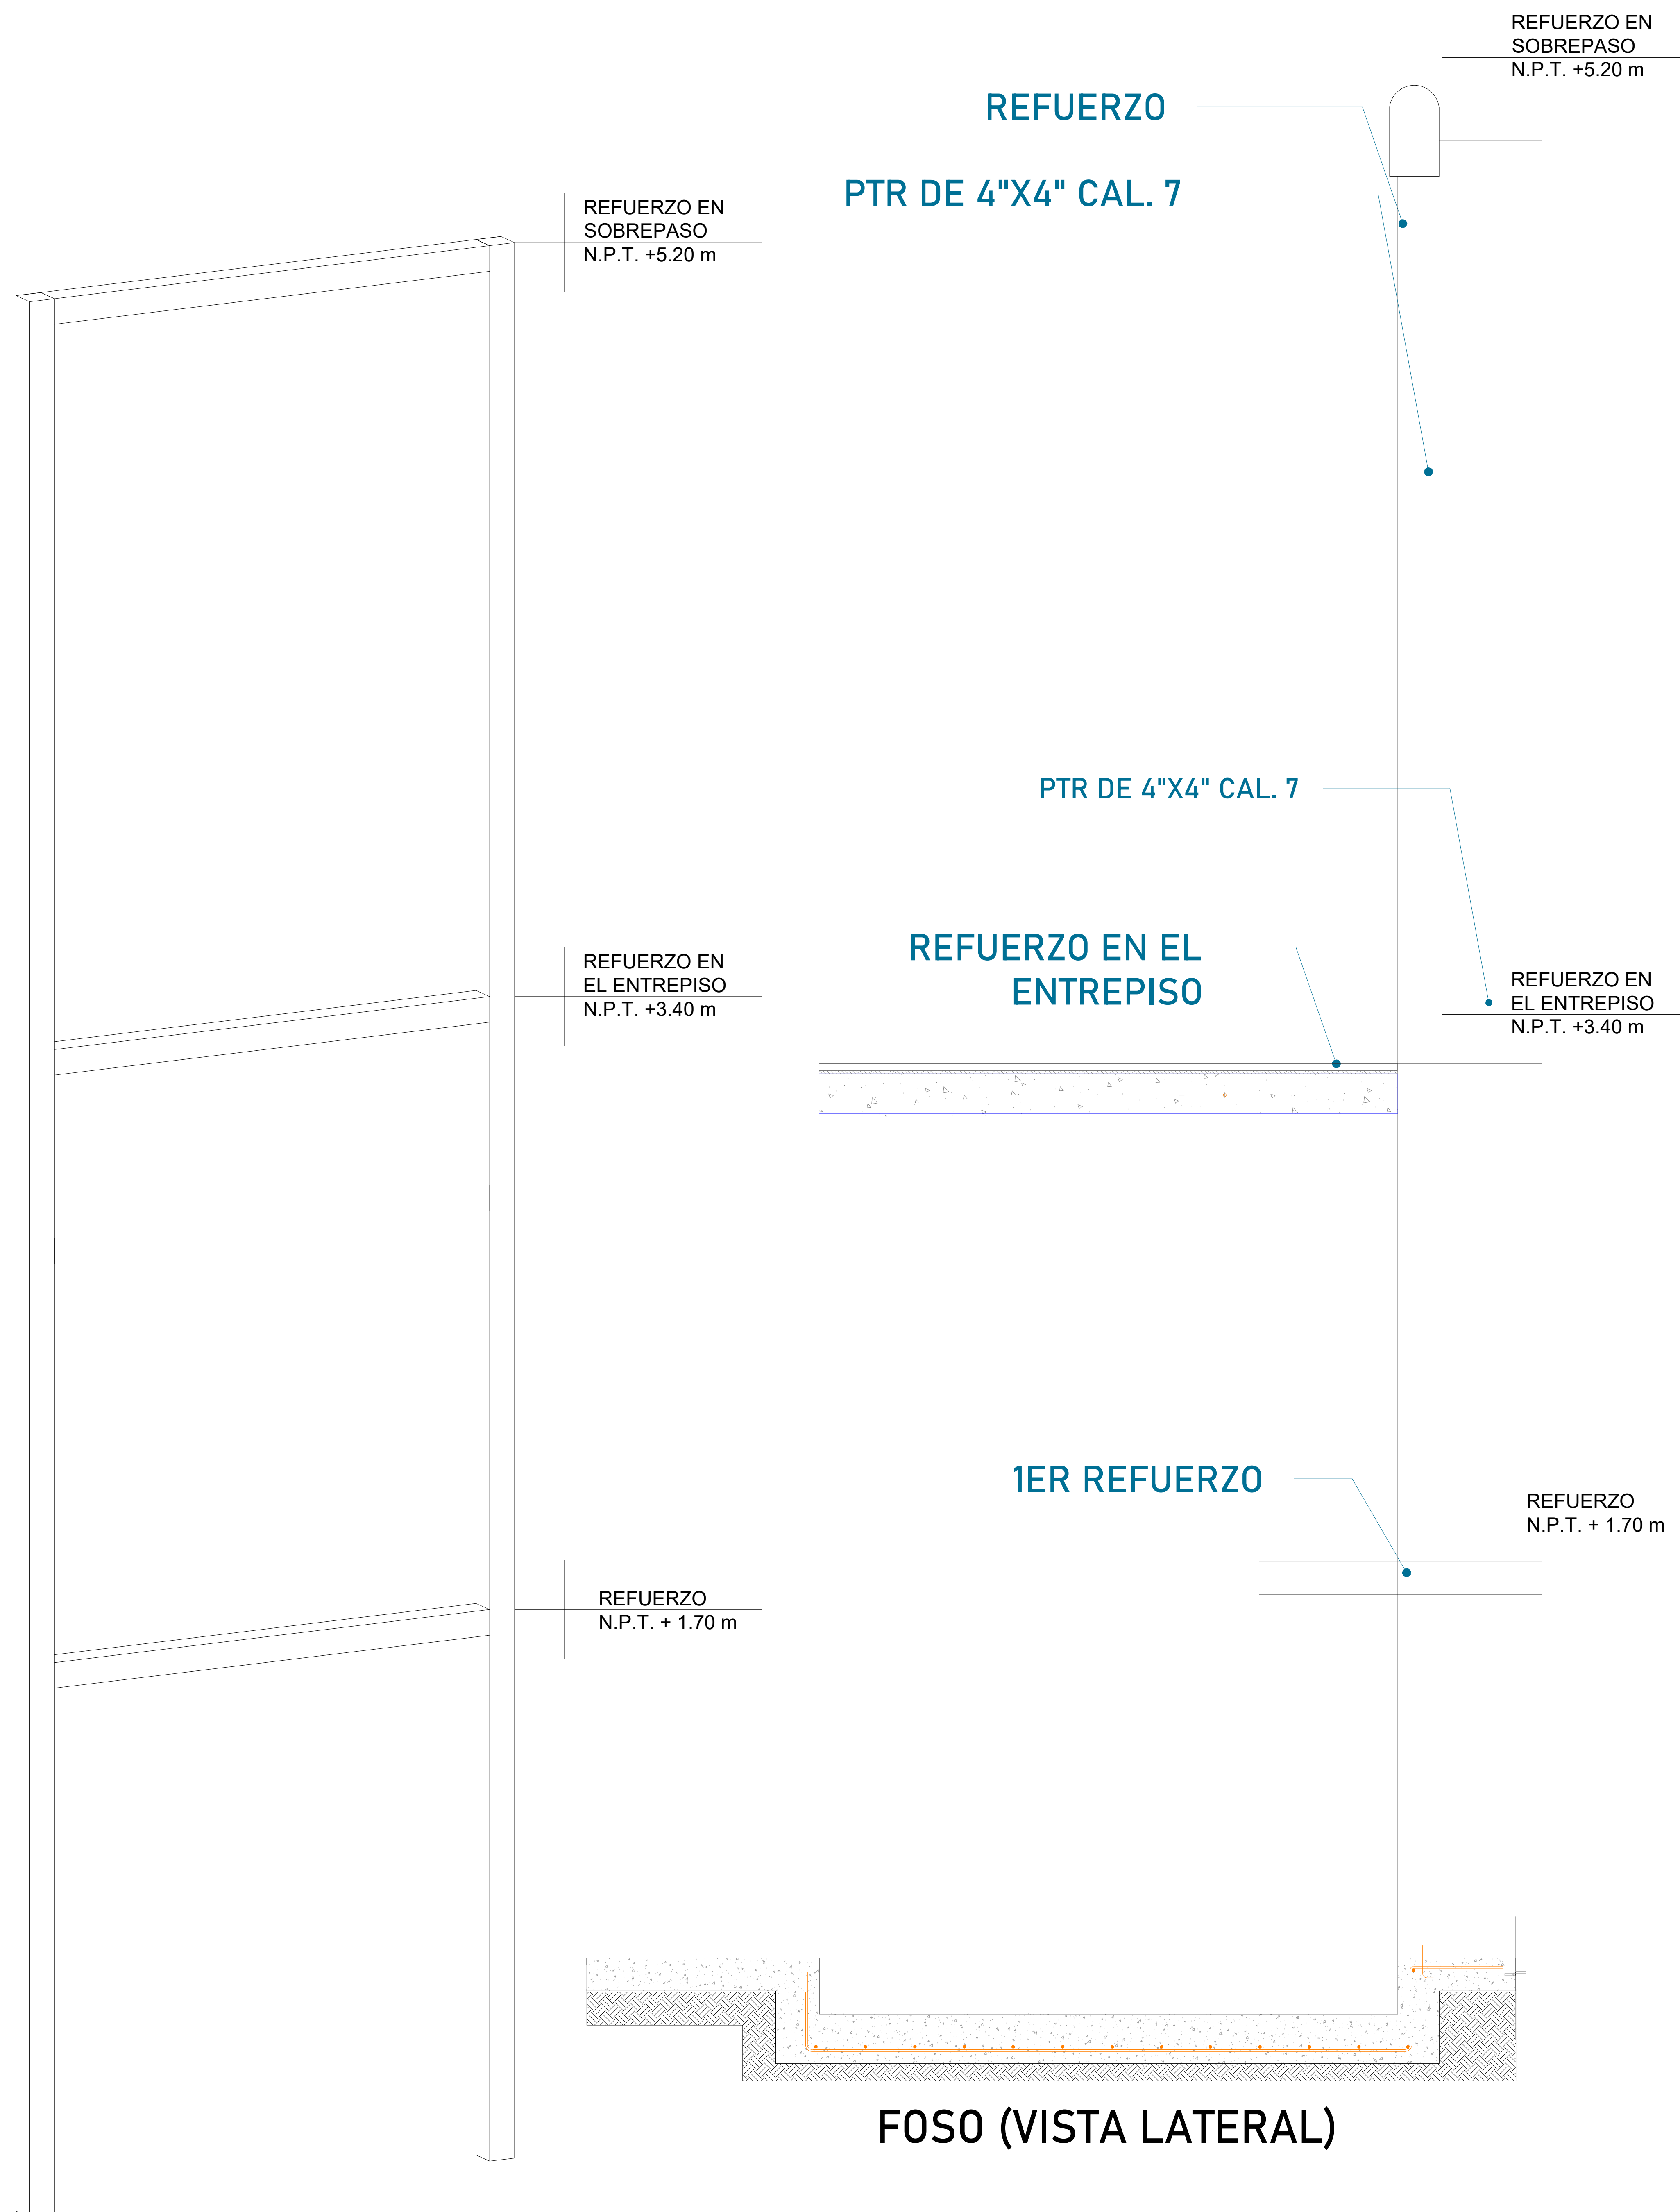 REFUERZO EN
SOBREPASO
N.P.T. +5.20 m
REFUERZO
PTR DE 4"X4" CAL. 7
REFUERZO EN
SOBREPASO
N.P.T. +5.20 m
PTR DE 4"X4" CAL. 7
REFUERZO EN EL
ENTREPISO
REFUERZO EN
EL ENTREPISO
N.P.T. +3.40 m
REFUERZO EN
EL ENTREPISO
N.P.T. +3.40 m
1ER REFUERZO
REFUERZO
N.P.T. + 1.70 m
REFUERZO
N.P.T. + 1.70 m
FOSO (VISTA LATERAL)